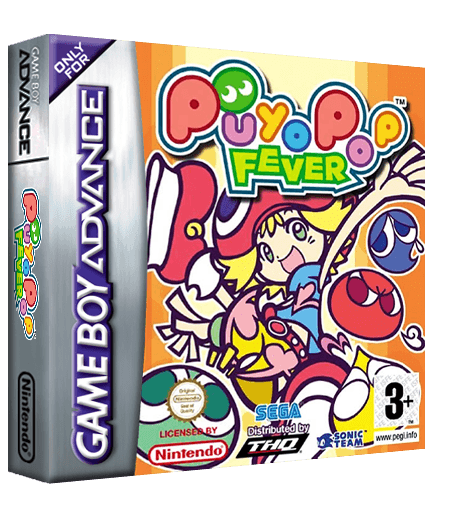 GAME BOY
ADVANCE
PUYO POP
FEVER
Nintendo
ONLY
FOR
GAME BOY ADVANCE
PUYO POP
TM
FEVER
Original
Nintendo
Seal of
Quality
LICENSED BY
Nintendo
SEGA
Distributed by
THQ
SONIC
TEAM
3+
www.pegi.info
TM